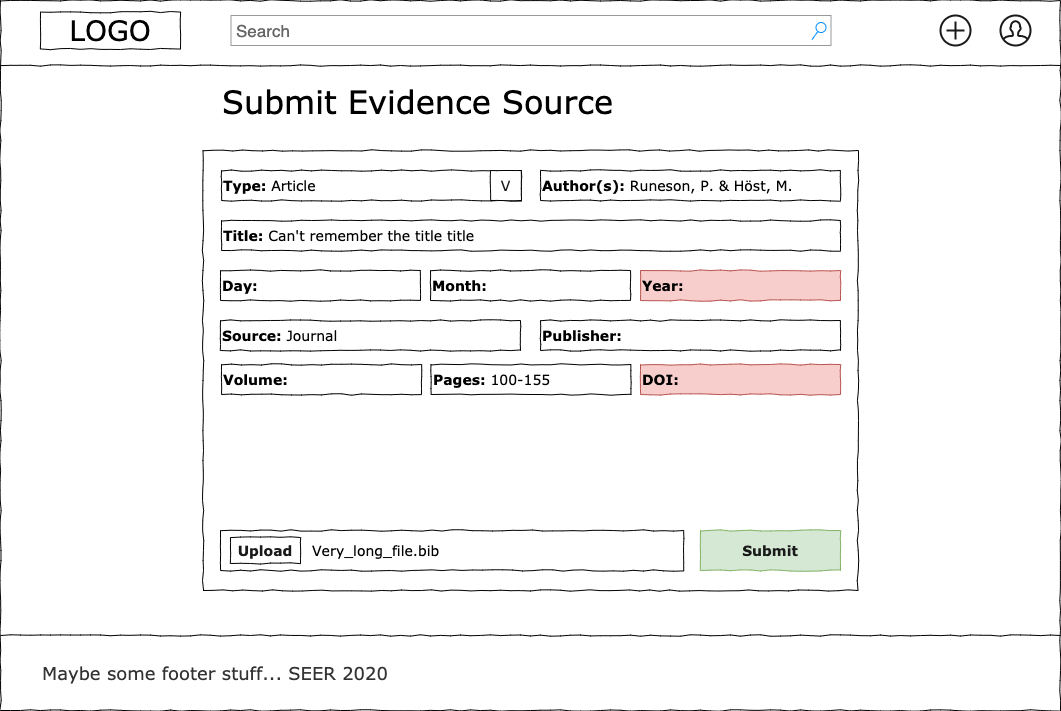 LOGO
Search
Submit Evidence Source
Type: Article V
Author(s): Runeson, P. & Höst, M.
Title: Can't remember the title title
Day:
Month:
Year:
Source: Journal
Publisher:
Volume:
Pages: 100-155
DOI:
Upload Very_long_file.bib
Submit
Maybe some footer stuff... SEER 2020